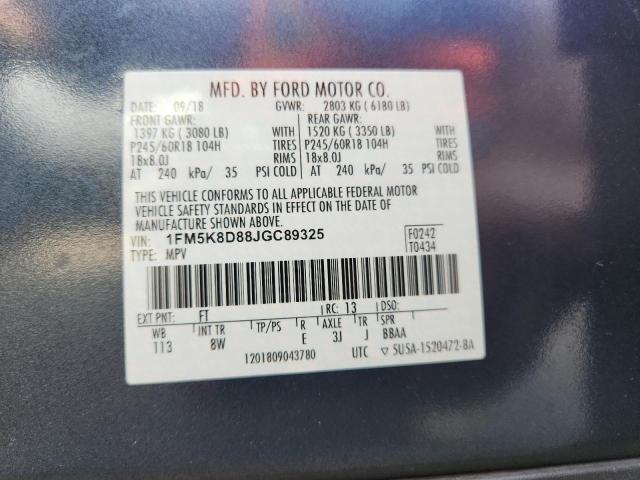 MFD. BY FORD MOTOR CO.
DATE: 09/18 GVWR: 2803 KG ( 6180 LB)
FRONT GAWR: REAR GAWR:
1397 KG ( 3080 LB) WITH 1520 KG ( 3350 LB) WITH
P245/60R18 104H TIRES P245/60R18 104H TIRES
18x8.0J RIMS 18x8.0J RIMS
AT 240 kPa/ 35 PSI COLD AT 240 kPa/ 35 PSI COLD
THIS VEHICLE CONFORMS TO ALL APPLICABLE FEDERAL MOTOR
VEHICLE SAFETY STANDARDS IN EFFECT ON THE DATE OF
MANUFACTURE SHOWN ABOVE.
VIN: 1FM5K8D88JGC89325 F0242
TYPE: MPV T0434
EXT PNT: FT RC: 13 DSO:
WB INT TR TP/PS R AXLE TR SPR
113 8W E 3J J BBAA
1201809043780 UTC ▽ 5U5A-1520472-BA